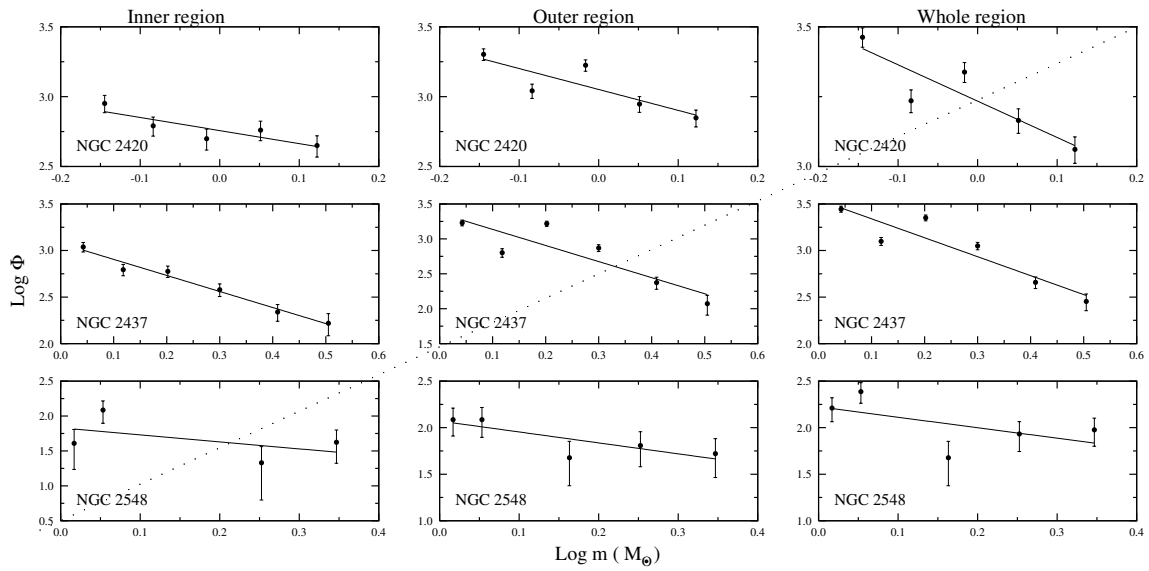 Inner region Outer region Whole region
3.5 3.0 2.5
NGC 2420
-0.2 -0.1 0.0 0.1 0.2
3.5 3.0 2.5
NGC 2420
-0.2 -0.1 0.0 0.1 0.2
3.5 3.0
NGC 2420
-0.2 -0.1 0.0 0.1 0.2
Log Φ
3.5 3.0 2.5 2.0
NGC 2437
0.0 0.1 0.2 0.3 0.4 0.5 0.6
3.5 3.0 2.5 2.0 1.5
NGC 2437
0.0 0.1 0.2 0.3 0.4 0.5 0.6
3.5 3.0 2.5 2.0
NGC 2437
0.0 0.1 0.2 0.3 0.4 0.5 0.6
2.5 2.0 1.5 1.0 0.5
NGC 2548
0.0 0.1 0.2 0.3 0.4
2.5 2.0 1.5 1.0
NGC 2548
0.0 0.1 0.2 0.3 0.4
2.5 2.0 1.5 1.0
NGC 2548
0.0 0.1 0.2 0.3 0.4
Log m ( M⊙)